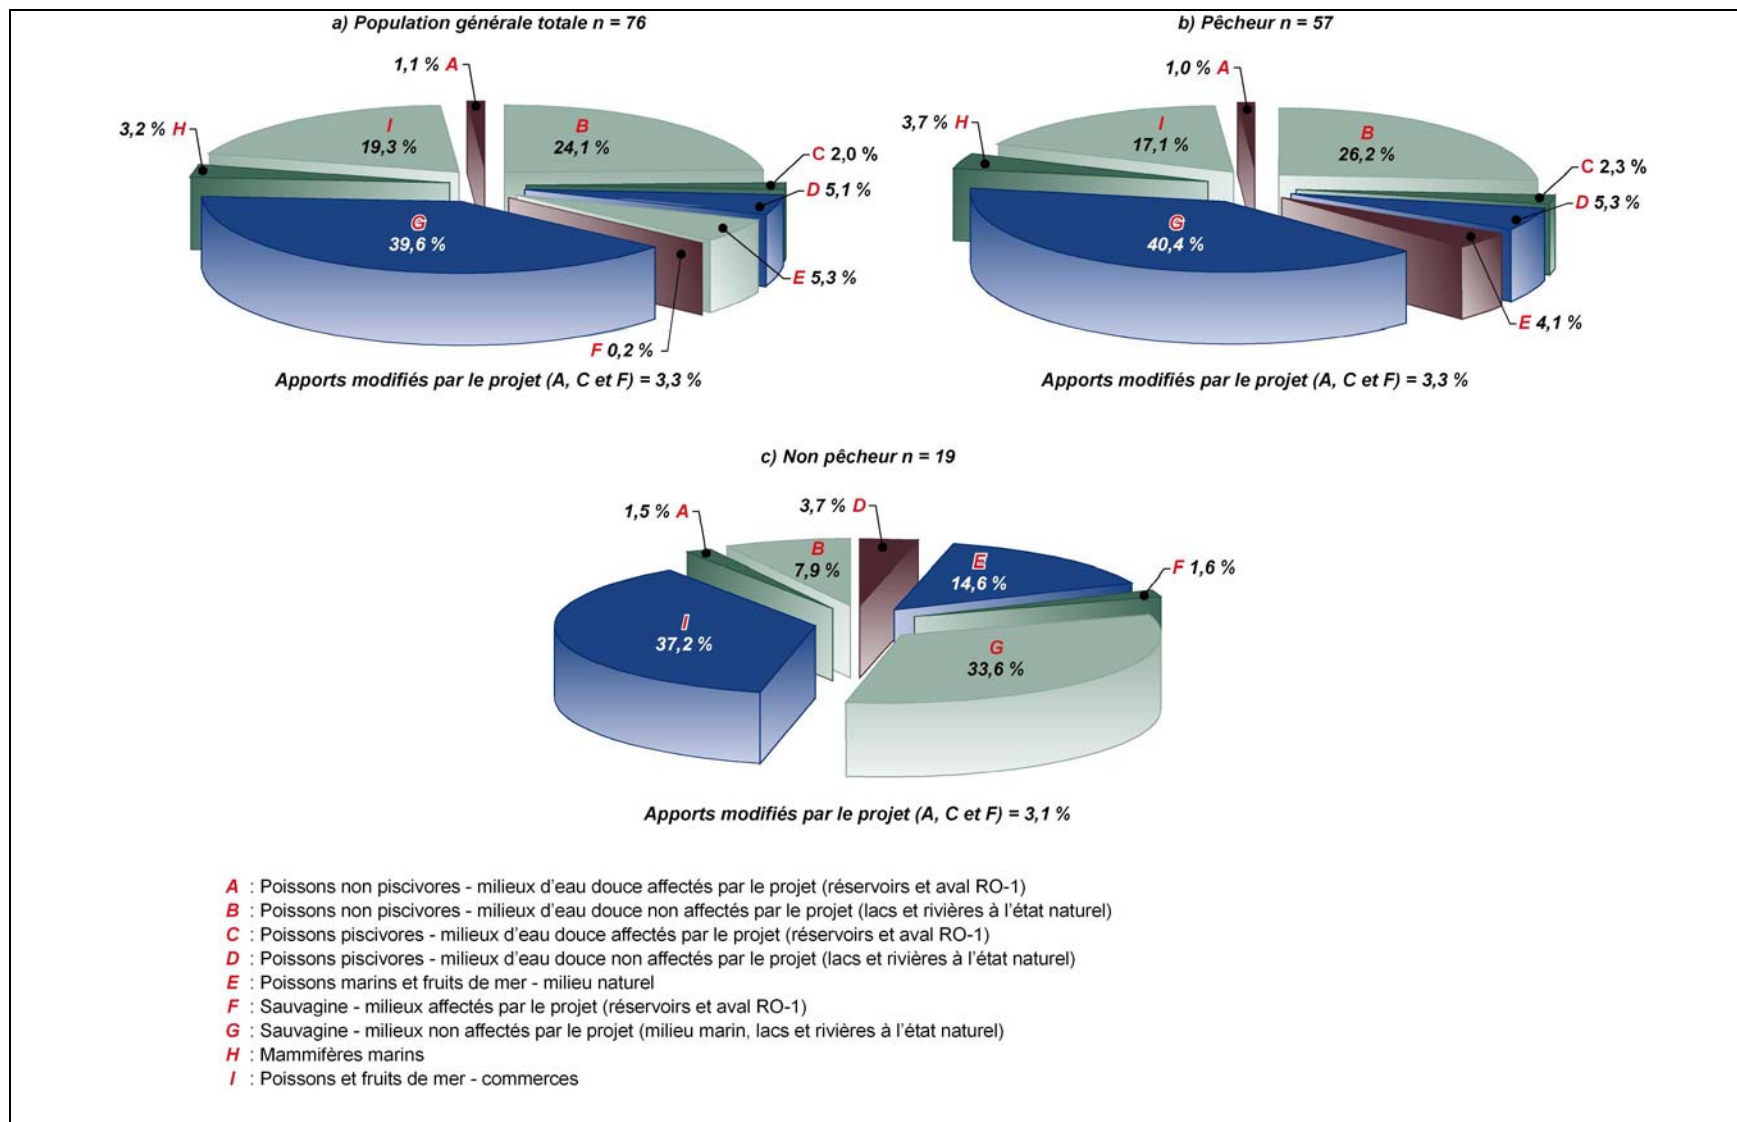 a) Population générale totale n = 76
1,1 % A
3,2 % H
I
19,3 %
B
24,1 %
C 2,0 %
D 5,1 %
G
39,6 %
E 5,3 %
F 0,2 %
Apports modifiés par le projet (A, C et F) = 3,3 %
b) Pêcheur n = 57
1,0 % A
3,7 % H
I
17,1 %
B
26,2 %
C 2,3 %
D 5,3 %
G
40,4 %
E 4,1 %
Apports modifiés par le projet (A, C et F) = 3,3 %
c) Non pêcheur n = 19
1,5 % A
3,7 % D
B
7,9 %
E
14,6 %
F 1,6 %
I
37,2 %
G
33,6 %
Apports modifiés par le projet (A, C et F) = 3,1 %
A : Poissons non piscivores - milieux d'eau douce affectés par le projet (réservoirs et aval RO-1)
B : Poissons non piscivores - milieux d'eau douce non affectés par le projet (lacs et rivières à l'état naturel)
C : Poissons piscivores - milieux d'eau douce affectés par le projet (réservoirs et aval RO-1)
D : Poissons piscivores - milieux d'eau douce non affectés par le projet (lacs et rivières à l'état naturel)
E : Poissons marins et fruits de mer - milieu naturel
F : Sauvagine - milieux affectés par le projet (réservoirs et aval RO-1)
G : Sauvagine - milieux non affectés par le projet (milieu marin, lacs et rivières à l'état naturel)
H : Mammifères marins
I : Poissons et fruits de mer - commerces